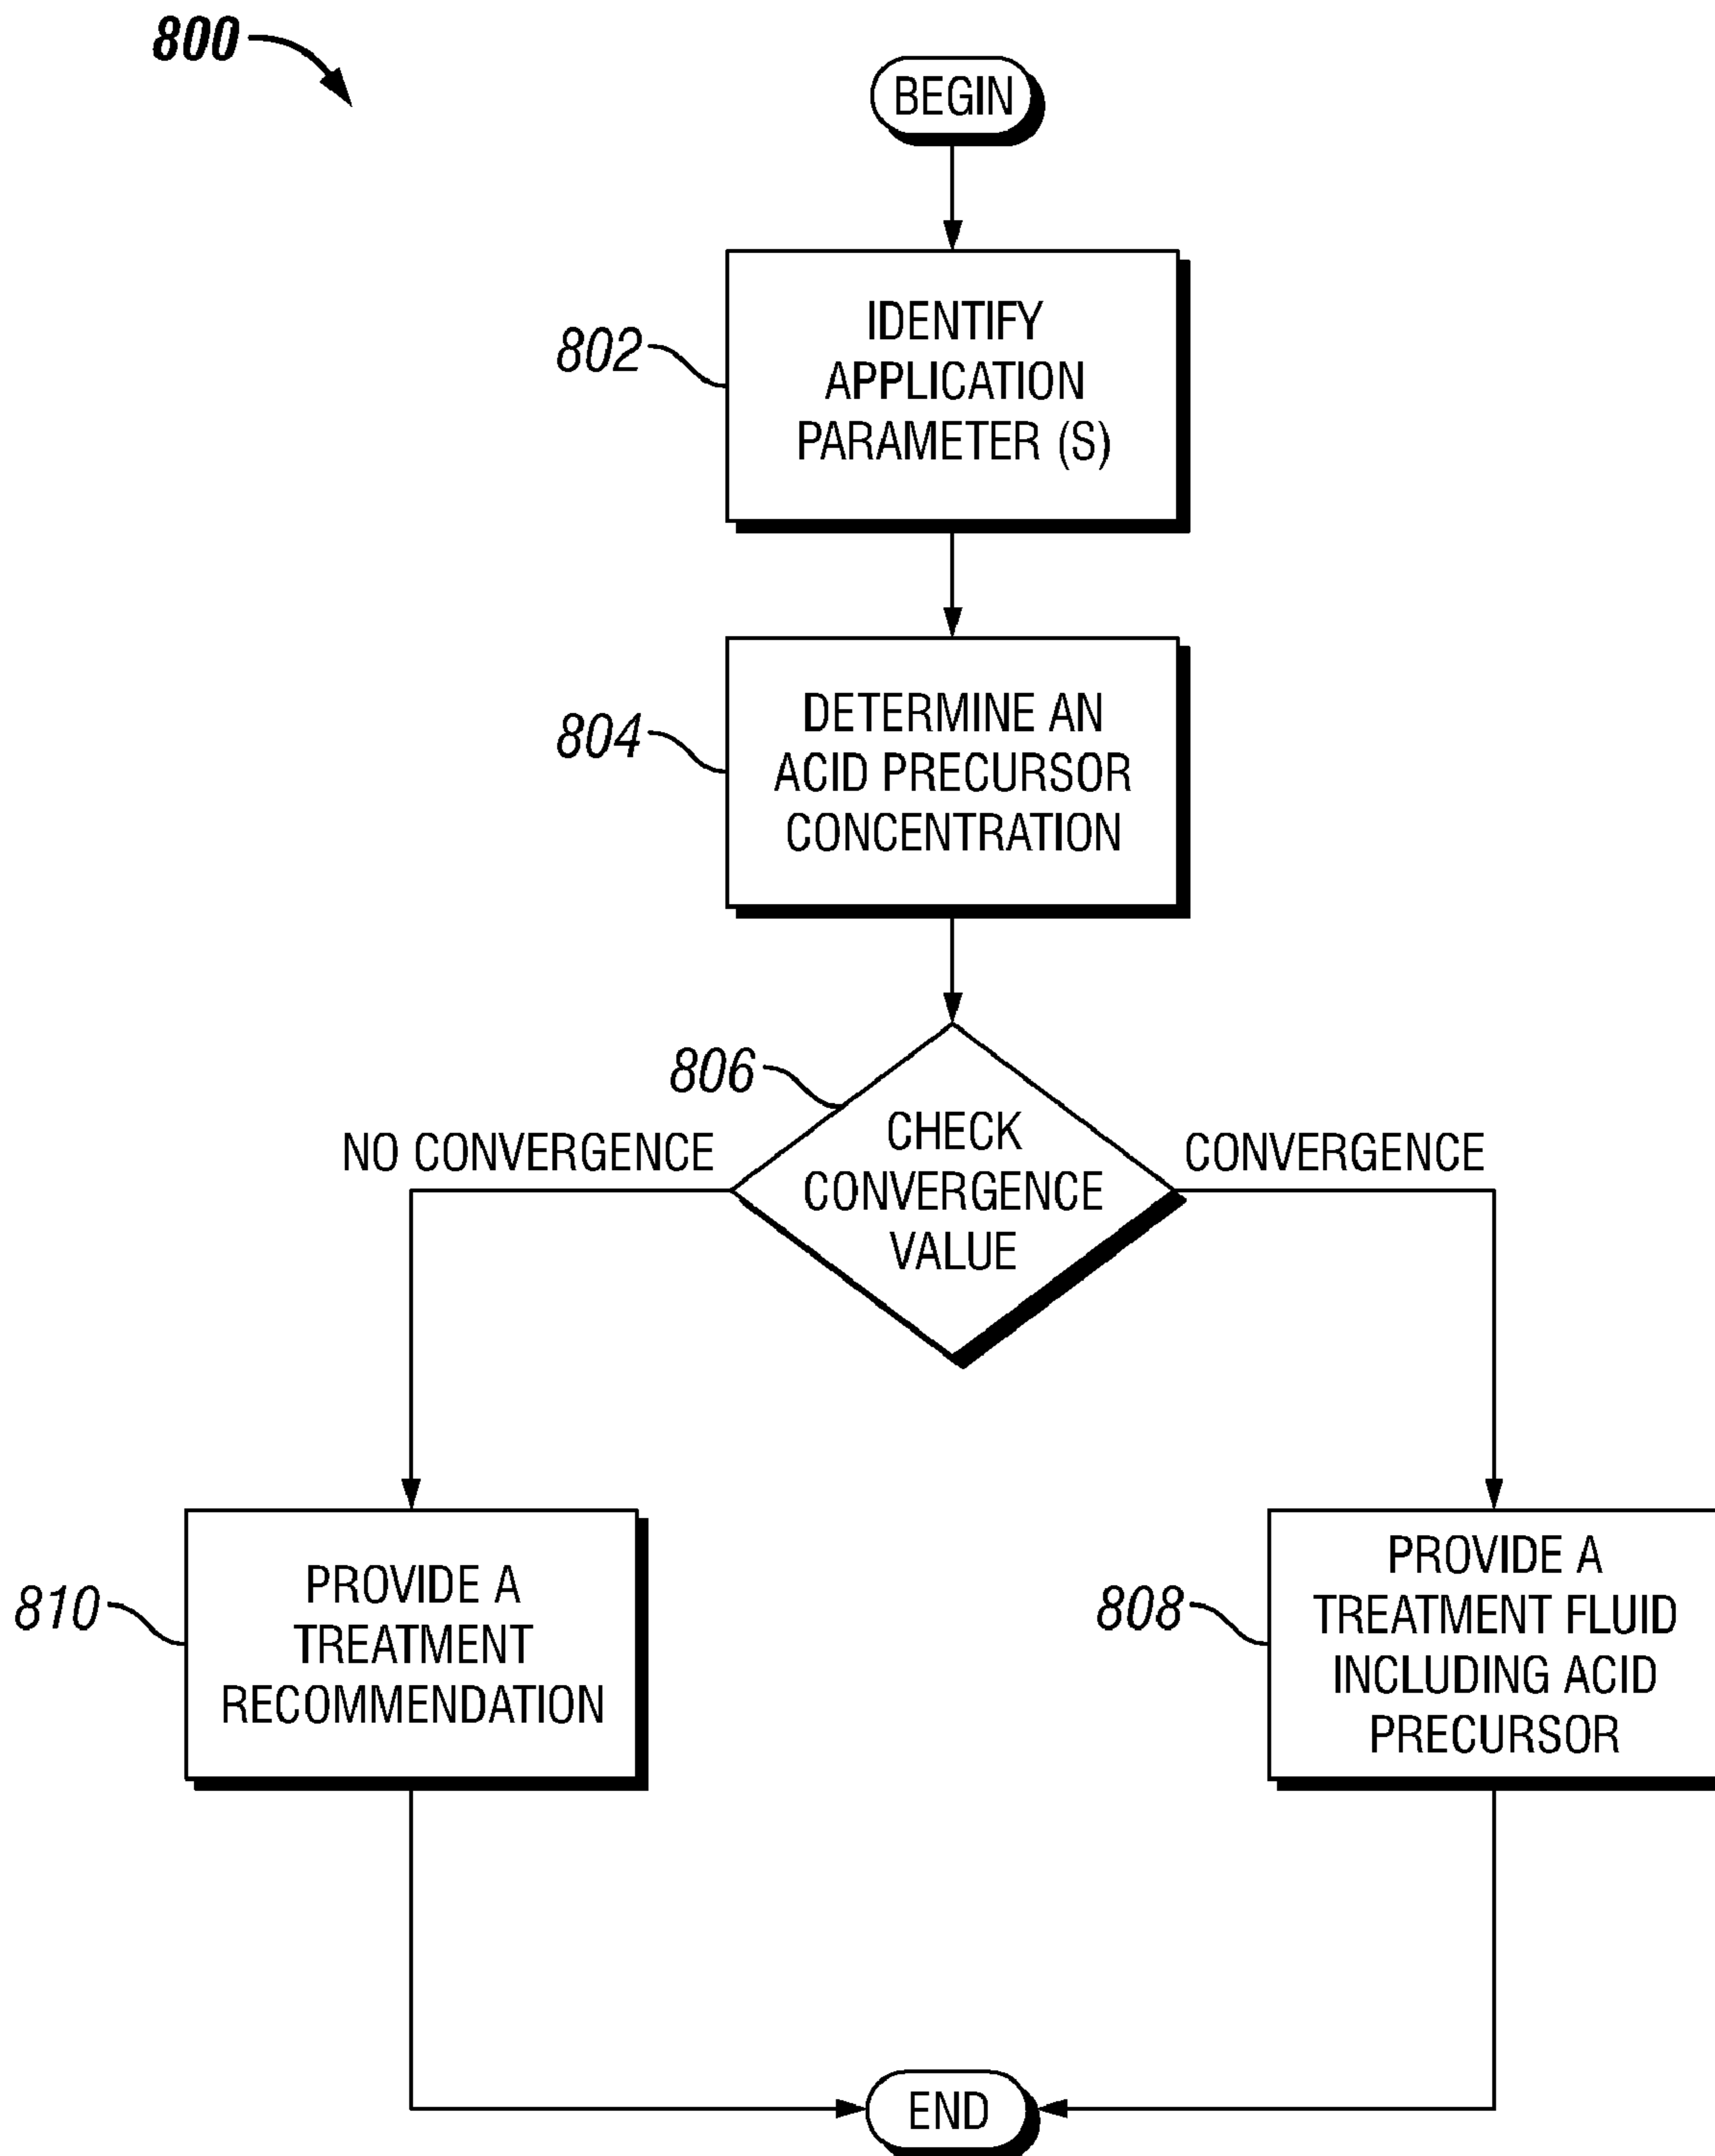 800
BEGIN
802
IDENTIFY
APPLICATION
PARAMETER (S)
804
DETERMINE AN
ACID PRECURSOR
CONCENTRATION
806
CHECK
CONVERGENCE
VALUE
NO CONVERGENCE
CONVERGENCE
810
PROVIDE A
TREATMENT
RECOMMENDATION
808
PROVIDE A
TREATMENT FLUID
INCLUDING ACID
PRECURSOR
END